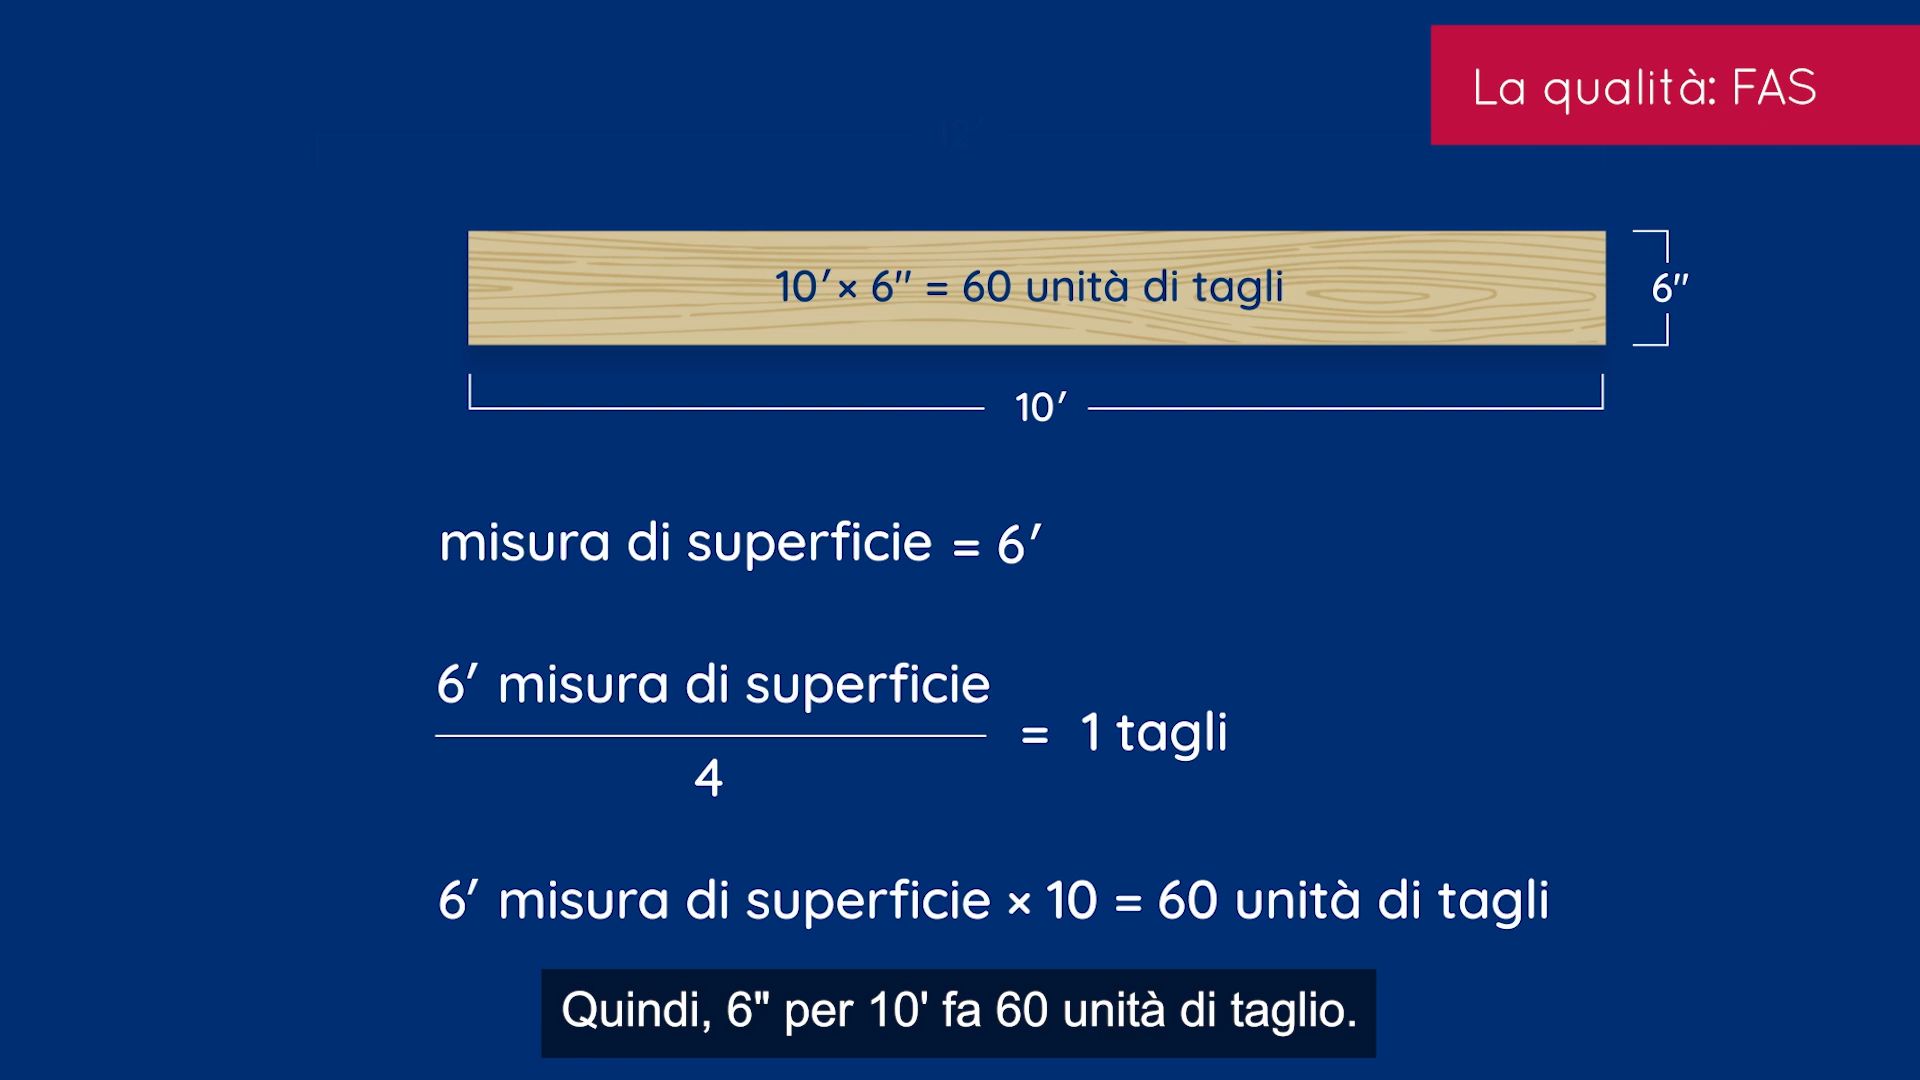 La qualità: FAS
10′ × 6″ = 60 unità di tagli
6″
10′
misura di superficie = 6′
6′ misura di superficie
= 1 tagli
4
6′ misura di superficie × 10 = 60 unità di tagli
Quindi, 6" per 10' fa 60 unità di taglio.